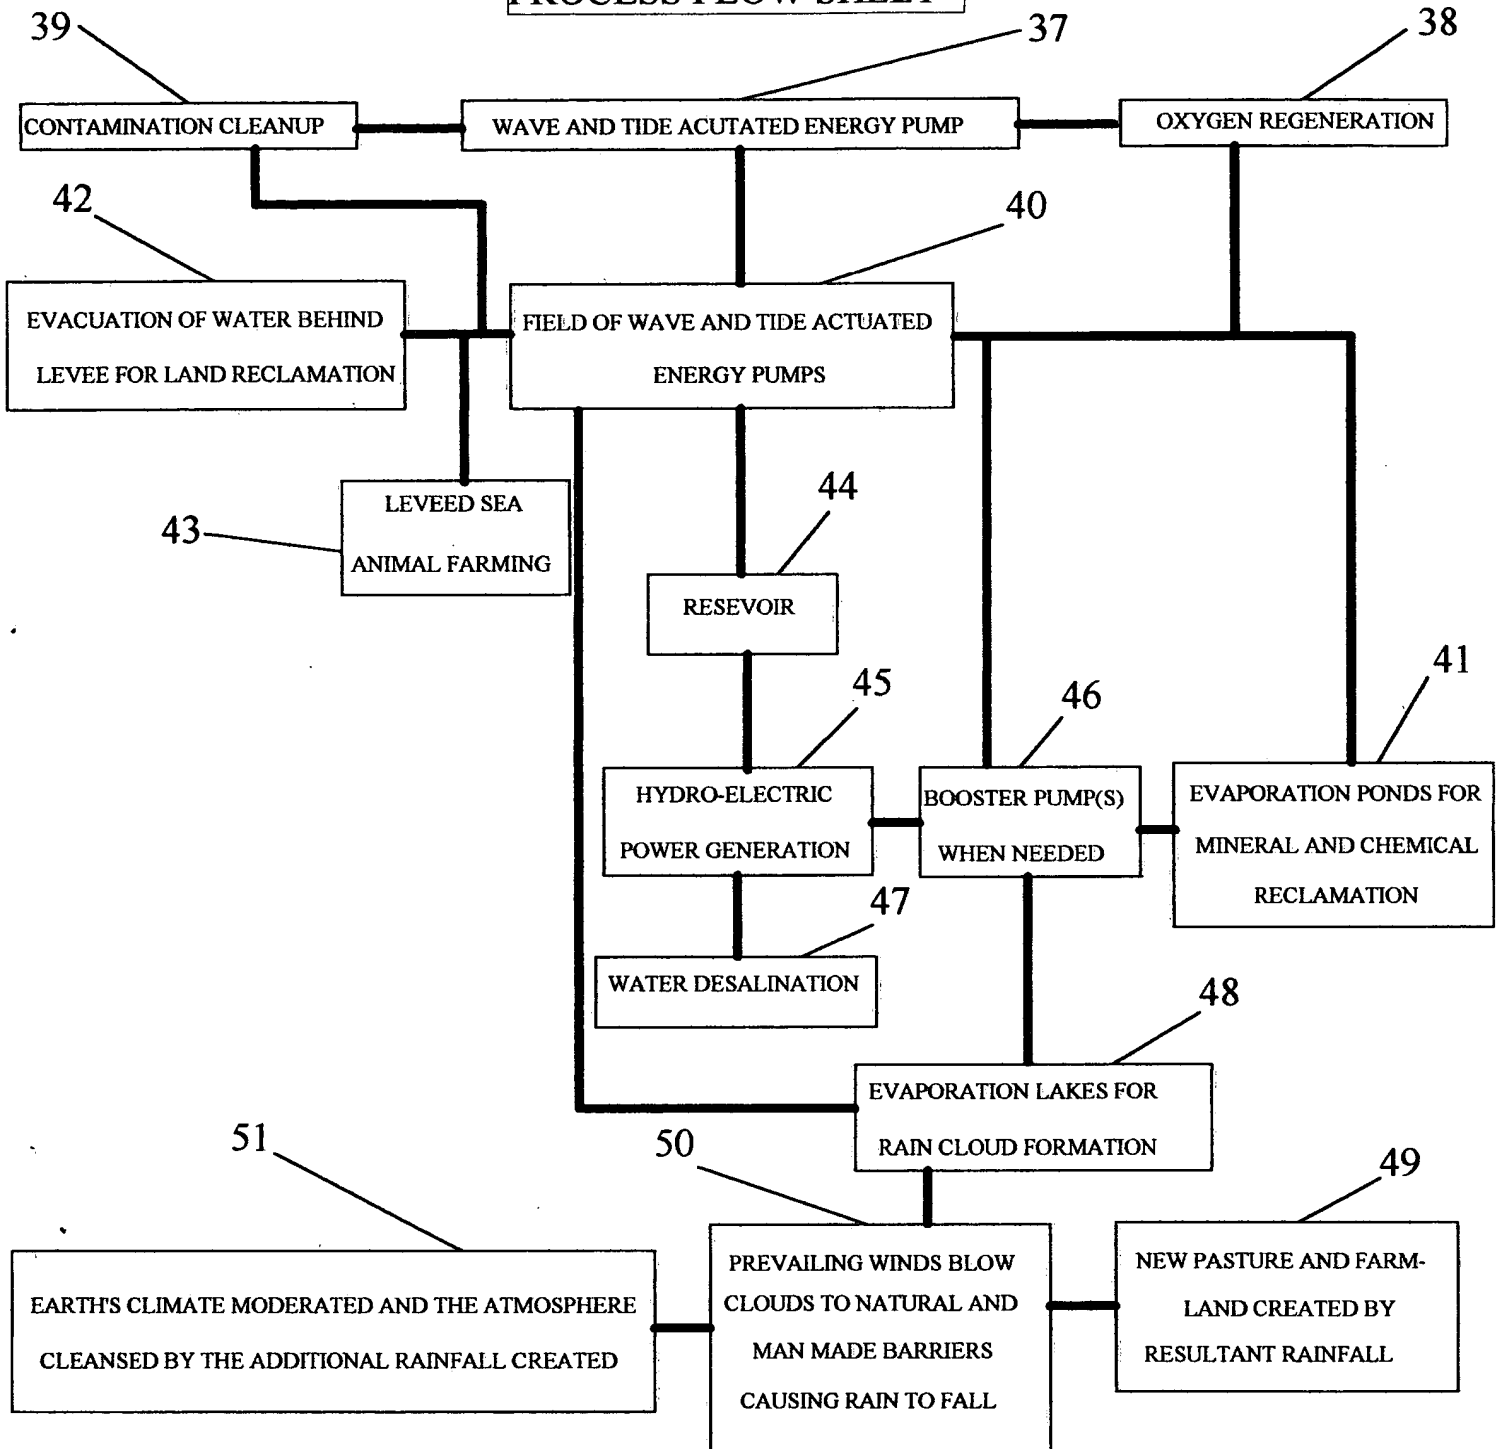 PROCESS FLOW SHEET
39
37
38
CONTAMINATION CLEANUP
WAVE AND TIDE ACUTATED ENERGY PUMP
OXYGEN REGENERATION
42
40
EVACUATION OF WATER BEHIND
LEVEE FOR LAND RECLAMATION
FIELD OF WAVE AND TIDE ACTUATED
ENERGY PUMPS
43
LEVEED SEA
ANIMAL FARMING
44
RESEVOIR
45
46
41
HYDRO-ELECTRIC
POWER GENERATION
BOOSTER PUMP(S)
WHEN NEEDED
EVAPORATION PONDS FOR
MINERAL AND CHEMICAL
RECLAMATION
47
WATER DESALINATION
48
EVAPORATION LAKES FOR
RAIN CLOUD FORMATION
51
50
49
EARTH'S CLIMATE MODERATED AND THE ATMOSPHERE
CLEANSED BY THE ADDITIONAL RAINFALL CREATED
PREVAILING WINDS BLOW
CLOUDS TO NATURAL AND
MAN MADE BARRIERS
CAUSING RAIN TO FALL
NEW PASTURE AND FARM-
LAND CREATED BY
RESULTANT RAINFALL